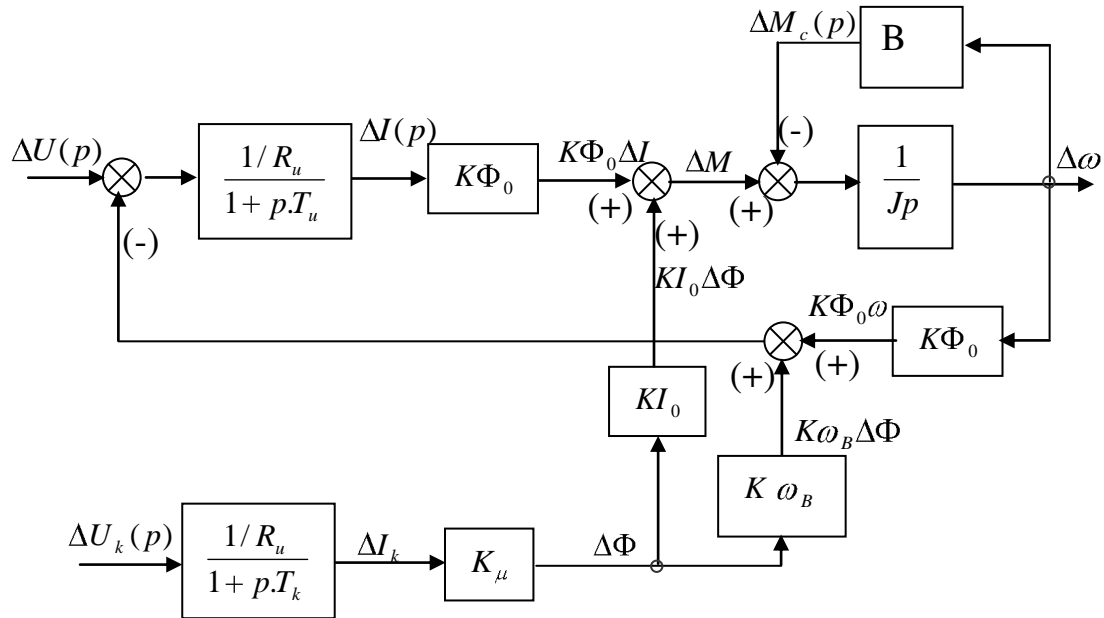 ΔM_c(p)
B
ΔU(p)
1/R_u
1 + p.T_u
ΔI(p)
KΦ_0
KΦ_0ΔI
ΔM
(-)
1
Jp
Δω
(+)
(+)
(+)
(-)
KI_0ΔΦ
KΦ_0ω
KΦ_0
(+)
(+)
KI_0
Kω_BΔΦ
K ω_B
ΔU_k(p)
1/R_u
1 + p.T_k
ΔI_k
K_μ
ΔΦ